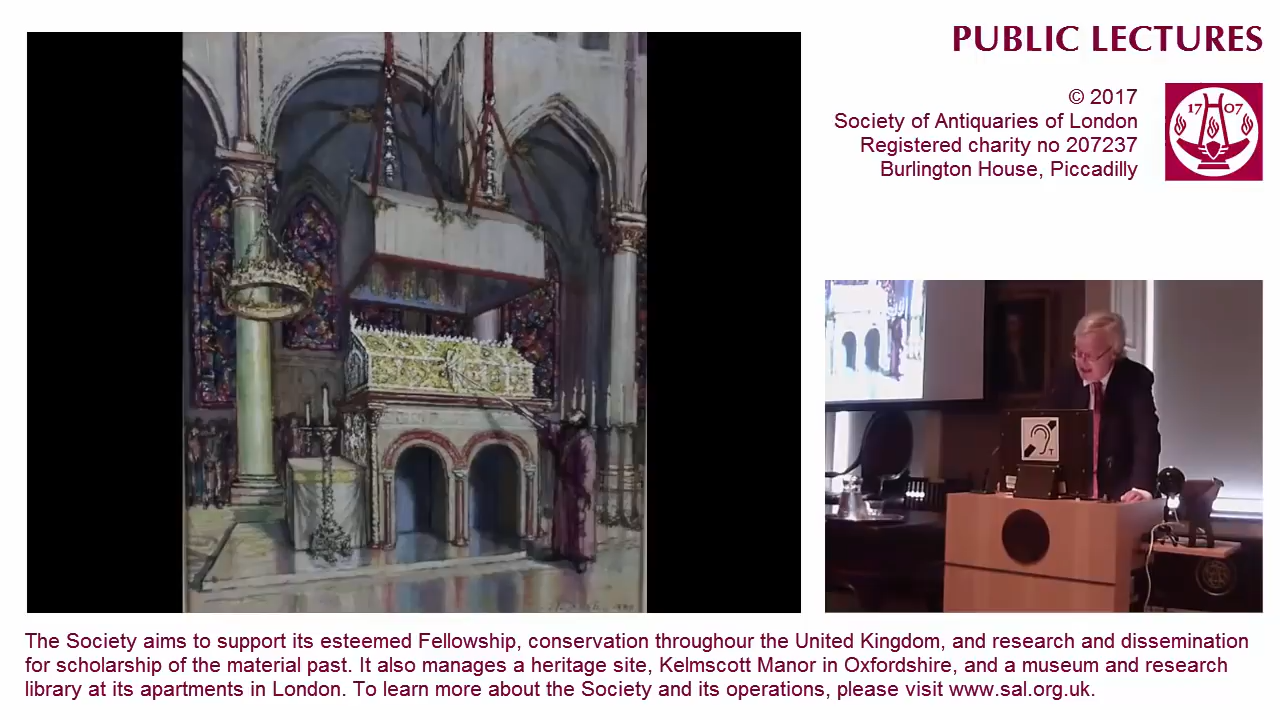 PUBLIC LECTURES
© 2017
Society of Antiquaries of London
Registered charity no 207237
Burlington House, Piccadilly
17 07
T
The Society aims to support its esteemed Fellowship, conservation throughour the United Kingdom, and research and dissemination
for scholarship of the material past. It also manages a heritage site, Kelmscott Manor in Oxfordshire, and a museum and research
library at its apartments in London. To learn more about the Society and its operations, please visit www.sal.org.uk.